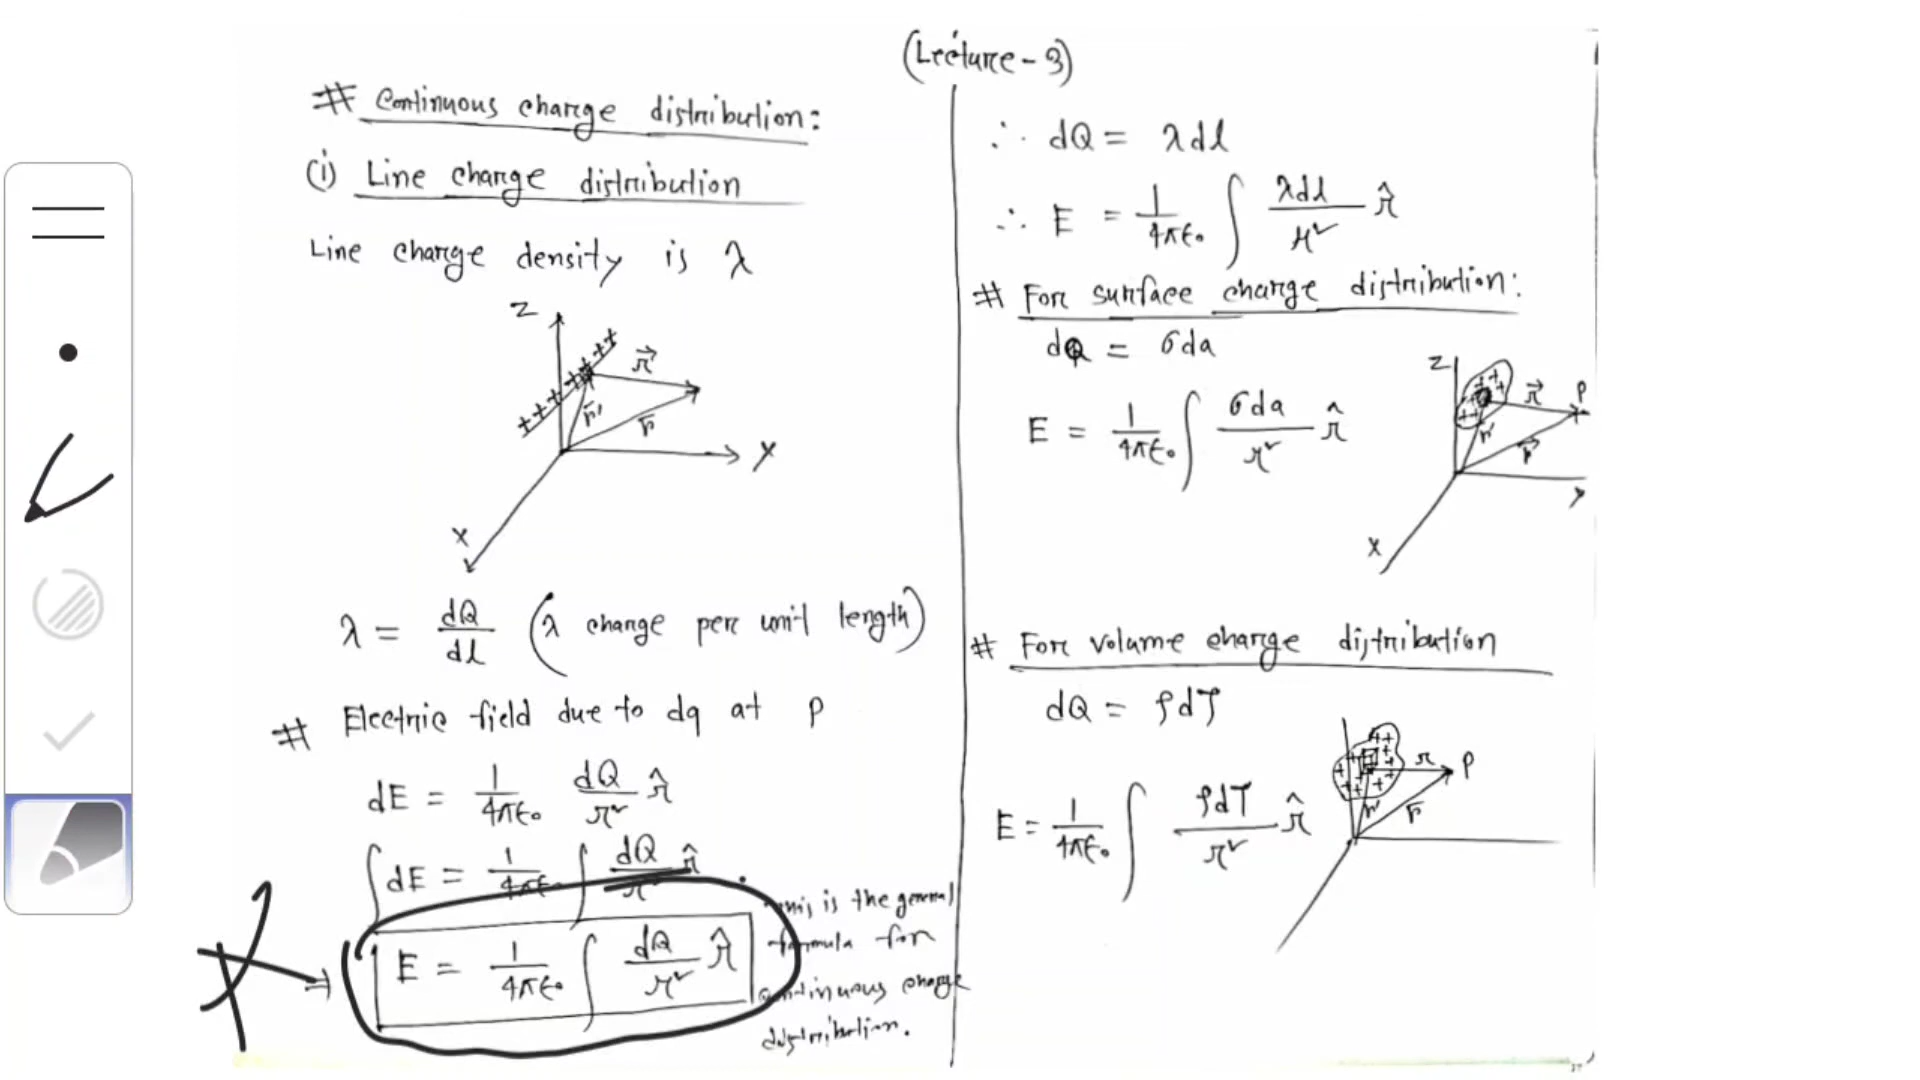 (Lecture - 3)
# Continuous charge distribution:
(i) Line charge distribution
Line charge density is λ
Z
r⃗
r̄'
r̄
Y
X
λ = dQ/dl (λ charge per unit length)
# Electric field due to dq at P
dE = 1/4πϵ₀ dQ/r² r̂
∫dE = 1/4πϵ₀ ∫ dQ/r² r̂
E = 1/4πϵ₀ ∫ dQ/r² r̂
This is the general
formula for
continuous charge
distribution.
∴ dQ = λdl
∴ E = 1/4πϵ₀ ∫ λdl/r² r̂
# For surface charge distribution:
dQ = σda
E = 1/4πϵ₀ ∫ σda/r² r̂
Z
r⃗
P
r'
r⃗
y
X
# For volume charge distribution
dQ = ρdτ
E = 1/4πϵ₀ ∫ ρdτ/r² r̂
r
P
r'
r̄